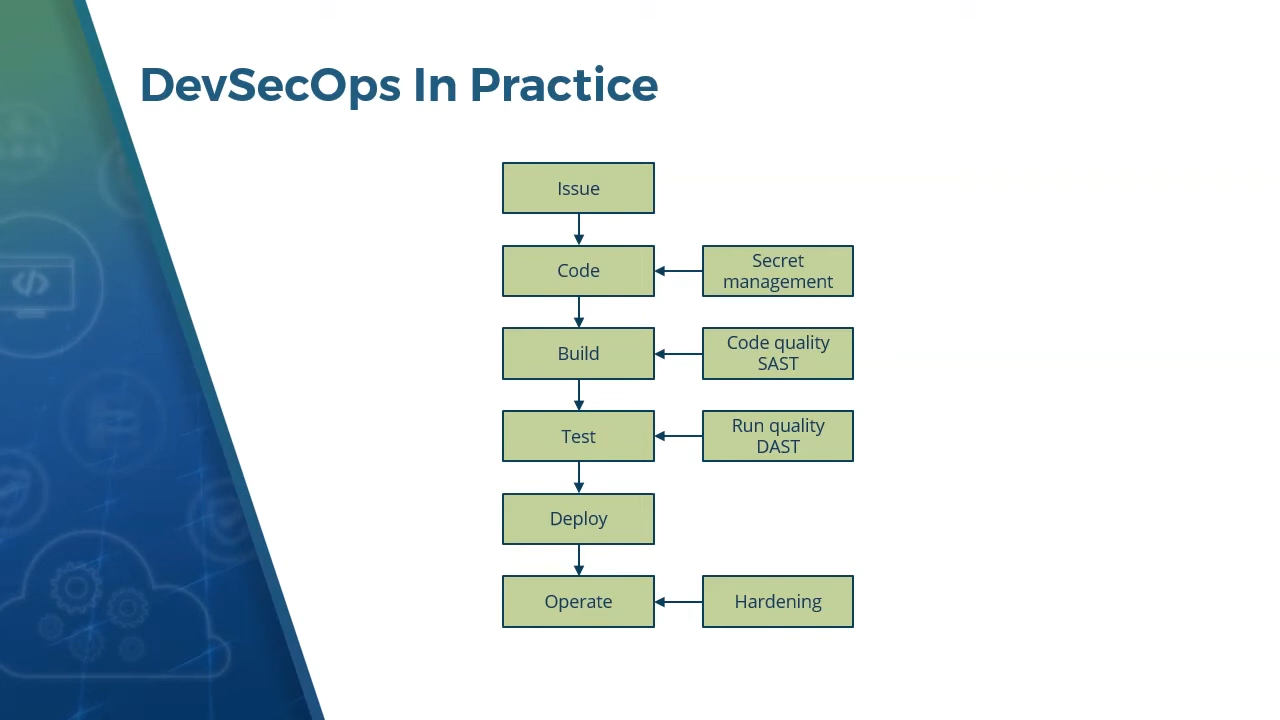 DevSecOps In Practice
Issue
Code
Secret
management
Build
Code quality
SAST
Test
Run quality
DAST
Deploy
Operate
Hardening